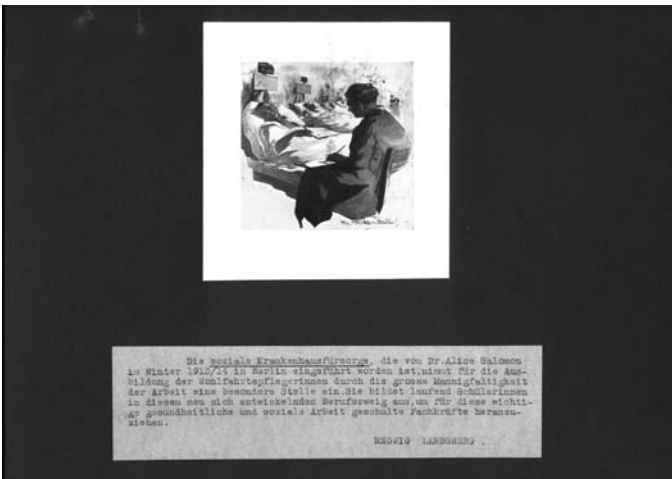 Die soziale Krankenhausfürsorge, die von Dr.Alice Salomon
im Winter 1913/14 in Berlin eingeführt worden ist,nimmt für die Aus-
bildung der Wohlfahrtspflegerinnen durch die grosse Mannigfaltigkeit
der Arbeit eine besondere Stelle ein.Sie bildet laufend Schülerinnen
in diesem neu sich entwickelnden Berufszweig aus,um für diese wichti-
ge gesundheitliche und soziale Arbeit geschulte Fachkräfte heranzu-
ziehen.
HEDWIG LANDSBERG .